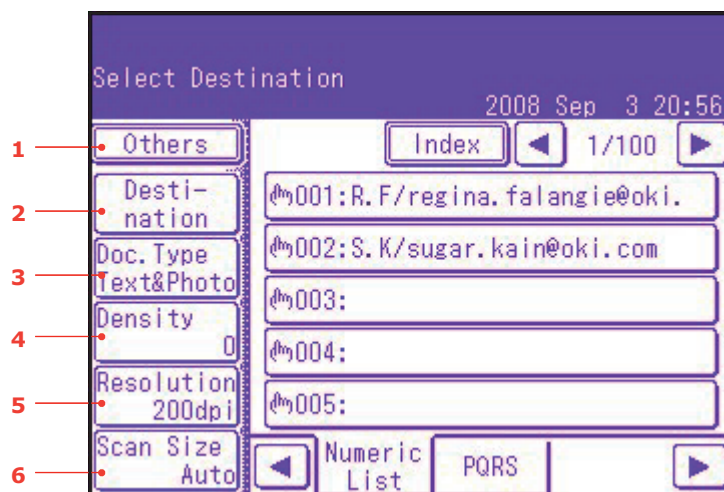 Select Destination
2008 Sep 3 20:56
1
Others
Index
1/100
2
Desti-
nation
001:R.F/regina.falangie@oki.
3
Doc.Type
Text&Photo
002:S.K/sugar.kain@oki.com
003:
4
Density
0
004:
5
Resolution
200dpi
005:
6
Scan Size
Auto
Numeric
List
PQRS